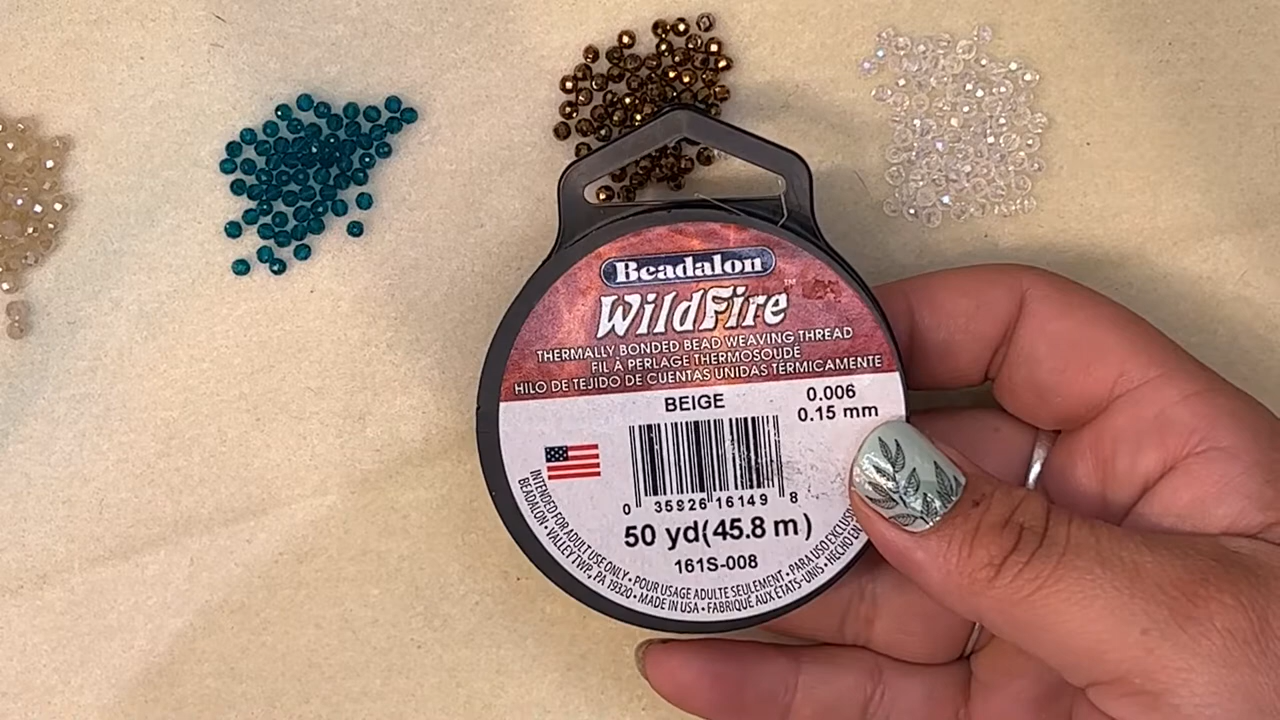 Beadalon
WildFire™
THERMALLY BONDED BEAD WEAVING THREAD
FIL À PERLAGE THERMOSOUDÉ
HILO DE TEJIDO DE CUENTAS UNIDAS TÉRMICAMENTE
BEIGE
0.006
0.15 mm
0 35926 16149 8
50 yd(45.8 m)
161S-008
INTENDED FOR ADULT USE ONLY • POUR USAGE ADULTE SEULEMENT • PARA USO EXCLUSIV
BEADALON • VALLEY TWP., PA 19320 • MADE IN USA • FABRIQUÉ AUX ÉTATS-UNIS • HECHO EN